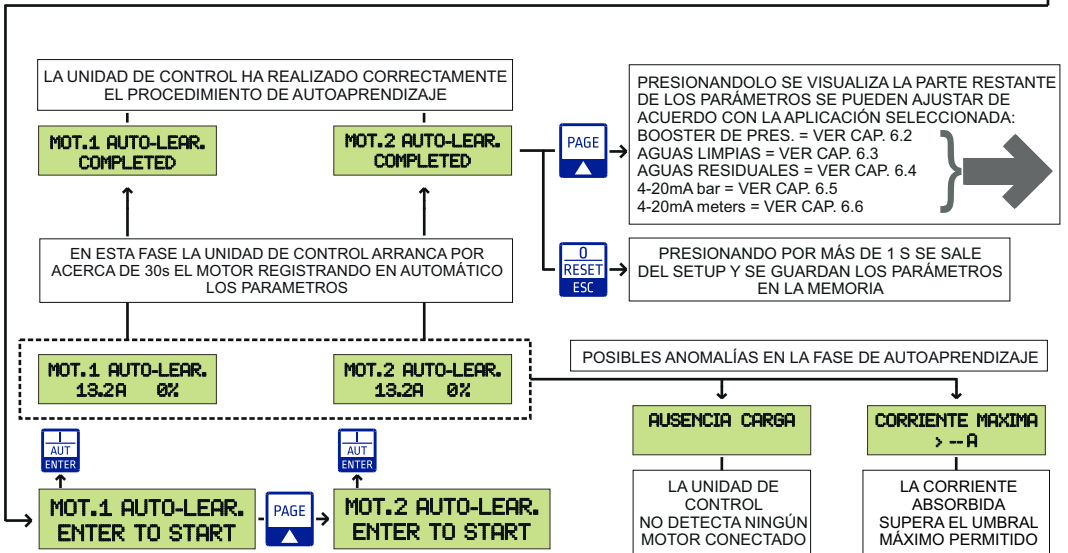 LA UNIDAD DE CONTROL HA REALIZADO CORRECTAMENTE
EL PROCEDIMIENTO DE AUTOAPRENDIZAJE
MOT.1 AUTO-LEAR.
COMPLETED
MOT.2 AUTO-LEAR.
COMPLETED
PAGE
PRESIONANDOLO SE VISUALIZA LA PARTE RESTANTE
DE LOS PARÁMETROS SE PUEDEN AJUSTAR DE
ACUERDO CON LA APLICACIÓN SELECCIONADA:
BOOSTER DE PRES. = VER CAP. 6.2
AGUAS LIMPIAS = VER CAP. 6.3
AGUAS RESIDUALES = VER CAP. 6.4
4-20mA bar = VER CAP. 6.5
4-20mA meters = VER CAP. 6.6
EN ESTA FASE LA UNIDAD DE CONTROL ARRANCA POR
ACERCA DE 30s EL MOTOR REGISTRANDO EN AUTOMÁTICO
LOS PARAMETROS
0
RESET
ESC
PRESIONANDO POR MÁS DE 1 S SE SALE
DEL SETUP Y SE GUARDAN LOS PARÁMETROS
EN LA MEMORIA
MOT.1 AUTO-LEAR.
13.2A 0%
MOT.2 AUTO-LEAR.
13.2A 0%
POSIBLES ANOMALÍAS EN LA FASE DE AUTOAPRENDIZAJE
AUSENCIA CARGA
CORRIENTE MAXIMA
> -- A
I
AUT
ENTER
I
AUT
ENTER
MOT.1 AUTO-LEAR.
ENTER TO START
PAGE
MOT.2 AUTO-LEAR.
ENTER TO START
LA UNIDAD DE
CONTROL
NO DETECTA NINGÚN
MOTOR CONECTADO
LA CORRIENTE
ABSORBIDA
SUPERA EL UMBRAL
MÁXIMO PERMITIDO